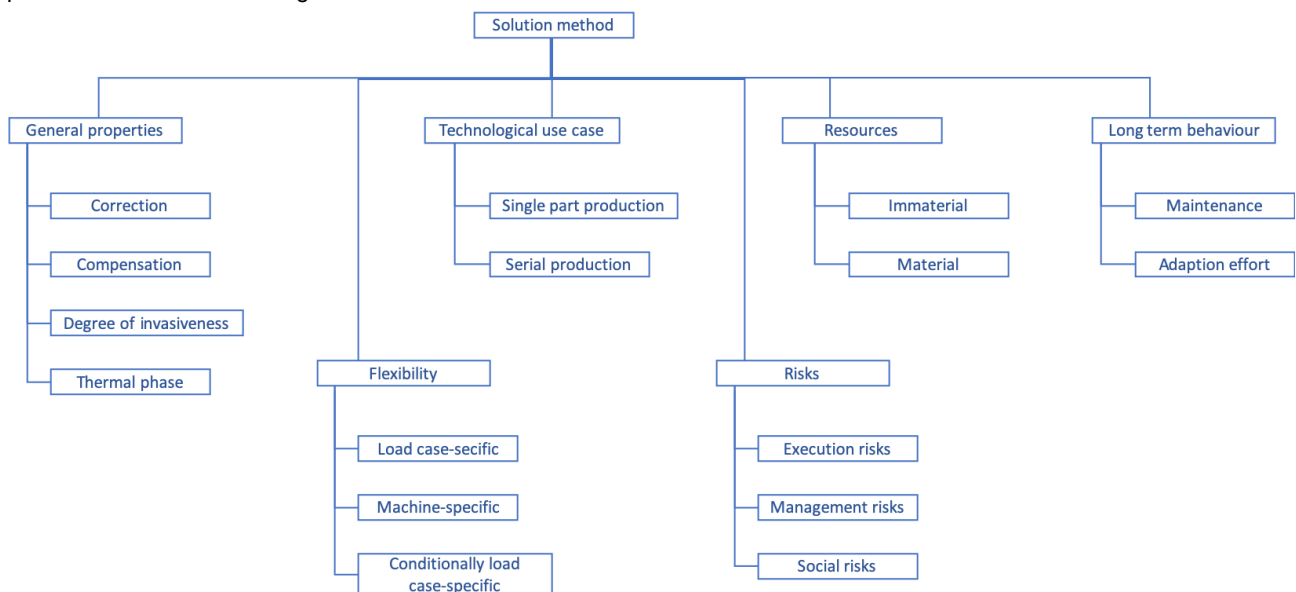 Solution method
General properties
Technological use case
Resources
Long term behaviour
Correction
Single part production
Immaterial
Maintenance
Compensation
Serial production
Material
Adaption effort
Degree of invasiveness
Thermal phase
Flexibility
Risks
Load case-secific
Execution risks
Machine-specific
Management risks
Conditionally load
case-specific
Social risks